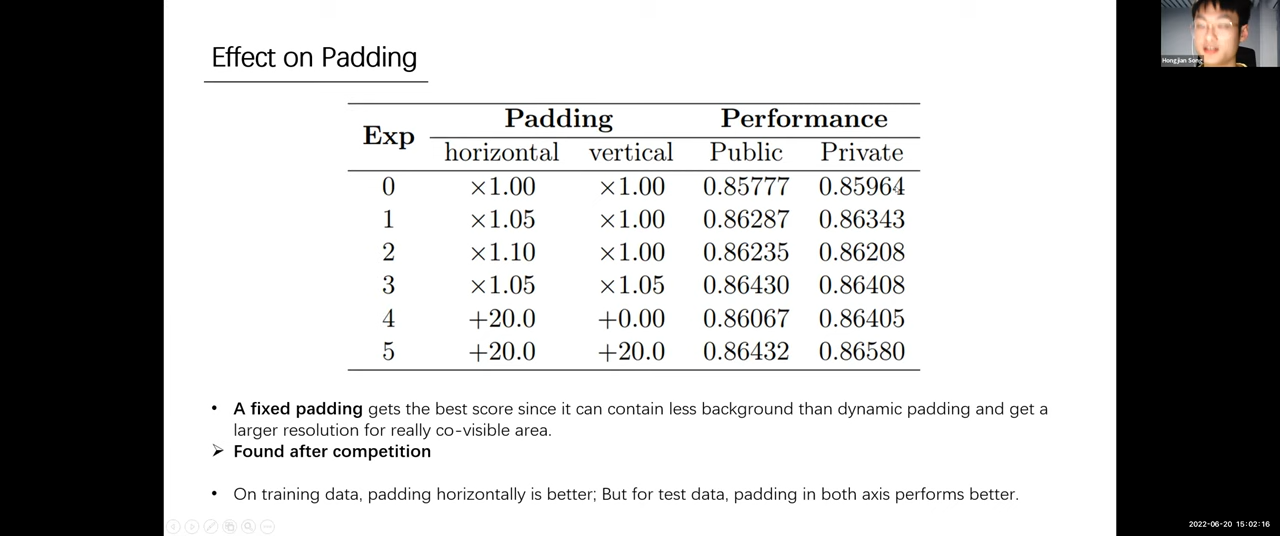 Effect on Padding
Hongjian Song
Exp Padding Performance
horizontal vertical Public Private
0 ×1.00 ×1.00 0.85777 0.85964
1 ×1.05 ×1.00 0.86287 0.86343
2 ×1.10 ×1.00 0.86235 0.86208
3 ×1.05 ×1.05 0.86430 0.86408
4 +20.0 +0.00 0.86067 0.86405
5 +20.0 +20.0 0.86432 0.86580
• A fixed padding gets the best score since it can contain less background than dynamic padding and get a
larger resolution for really co-visible area.
➢ Found after competition
• On training data, padding horizontally is better; But for test data, padding in both axis performs better.
2022-06-20 15:02:16